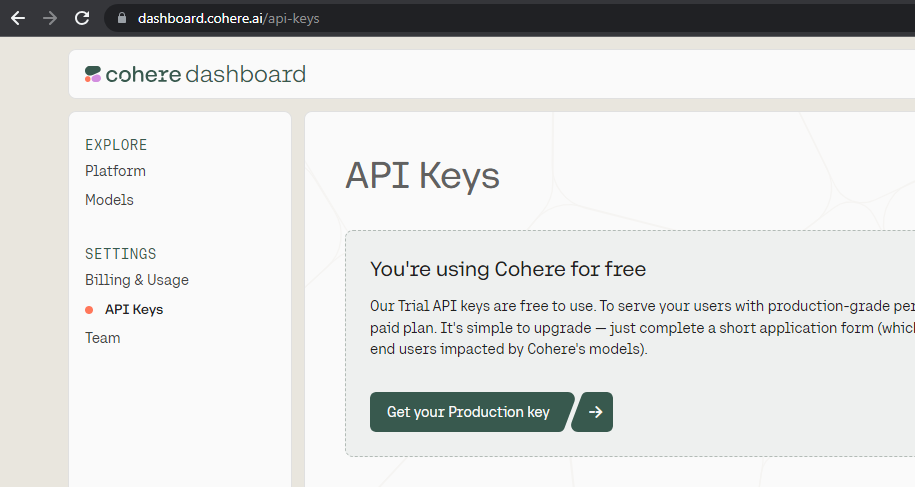 dashboard.cohere.ai/api-keys
cohere dashboard
EXPLORE
Platform
Models
SETTINGS
Billing & Usage
API Keys
Team
API Keys
You're using Cohere for free
Our Trial API keys are free to use. To serve your users with production-grade
paid plan. It's simple to upgrade — just complete a short application form
end users impacted by Cohere's models).
Get your Production key